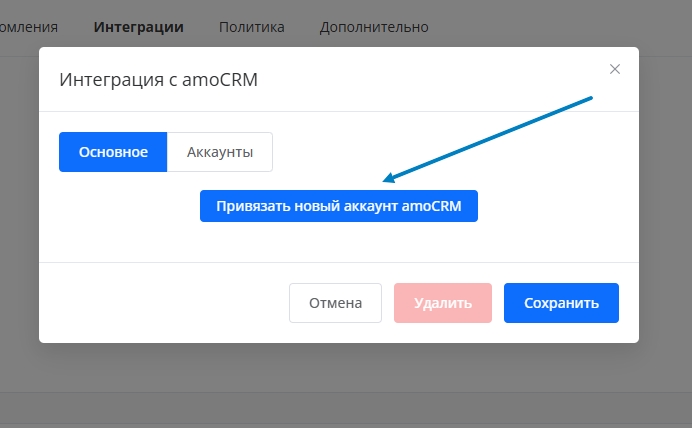 омления Интеграции Политика Дополнительно
Интеграция с amoCRM
Основное Аккаунты
Привязать новый аккаунт amoCRM
Отмена Удалить Сохранить